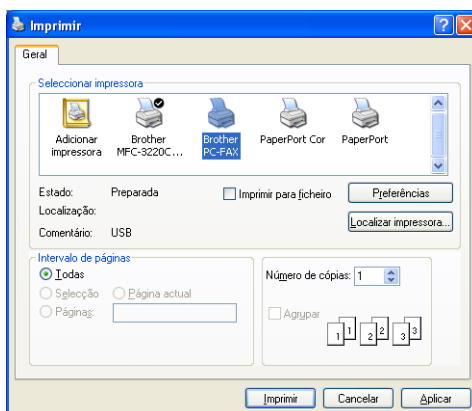 Imprimir
Geral
Seleccionar impressora
Adicionar impressora
Brother MFC-3220C...
Brother PC-FAX
PaperPort Cor
PaperPort
Estado: Preparada
Imprimir para ficheiro
Preferências
Localização:
Localizar impressora...
Comentário: USB
Intervalo de páginas
Todas
Selecção
Página actual
Páginas:
Número de cópias: 1
Agrupar
1 1 2 2 3 3
Imprimir
Cancelar
Aplicar